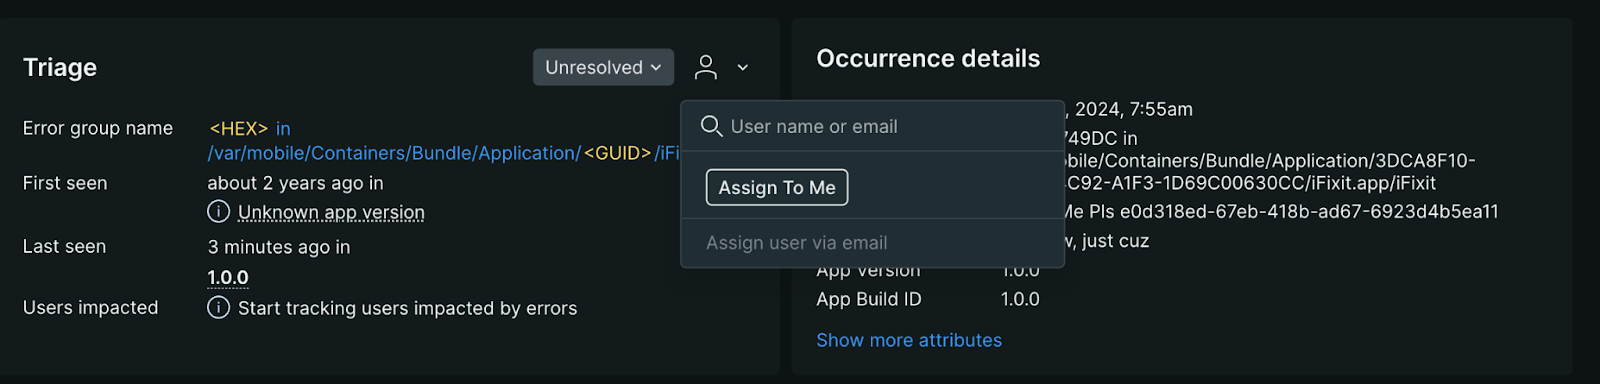 Triage
Unresolved
Error group name
<HEX> in
/var/mobile/Containers/Bundle/Application/<GUID>/iFi
First seen
about 2 years ago in
Unknown app version
Last seen
3 minutes ago in
1.0.0
Users impacted
Start tracking users impacted by errors
User name or email
Assign To Me
Assign user via email
Occurrence details
, 2024, 7:55am
749DC in
bile/Containers/Bundle/Application/3DCA8F10-
C92-A1F3-1D69C00630CC/iFixit.app/iFixit
Me Pls e0d318ed-67eb-418b-ad67-6923d4b5ea11
, just cuz
App Version 1.0.0
App Build ID 1.0.0
Show more attributes